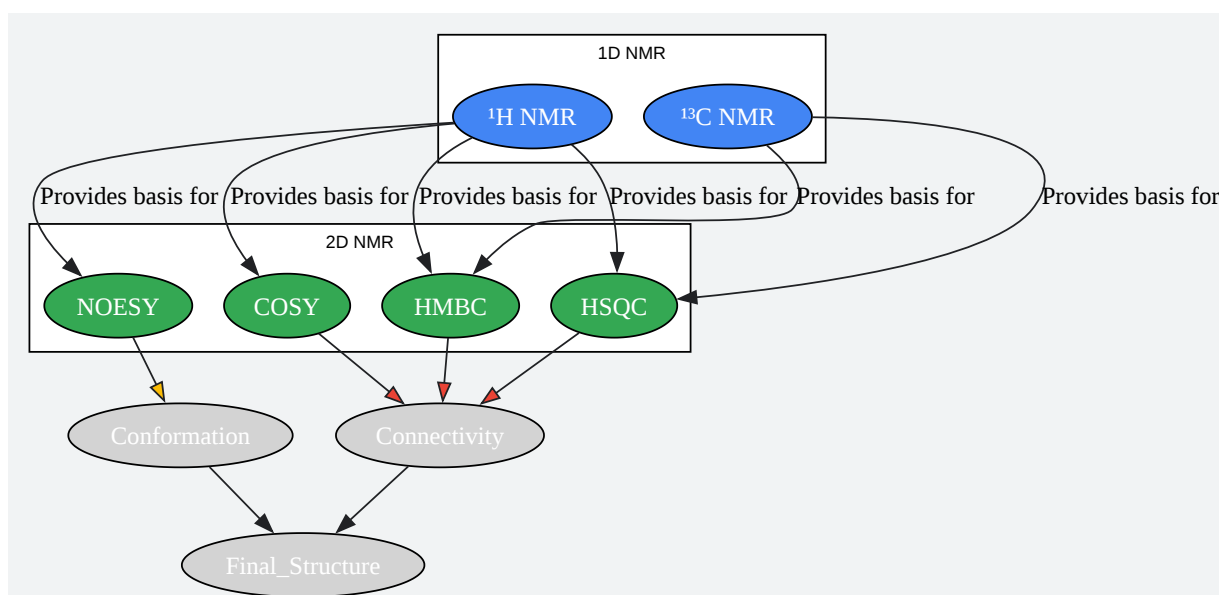 1D NMR
¹H NMR
¹³C NMR
Provides basis for
Provides basis for
Provides basis for
Provides basis for
Provides basis for
Provides basis for
2D NMR
NOESY
COSY
HMBC
HSQC
Conformation
Connectivity
Final_Structure